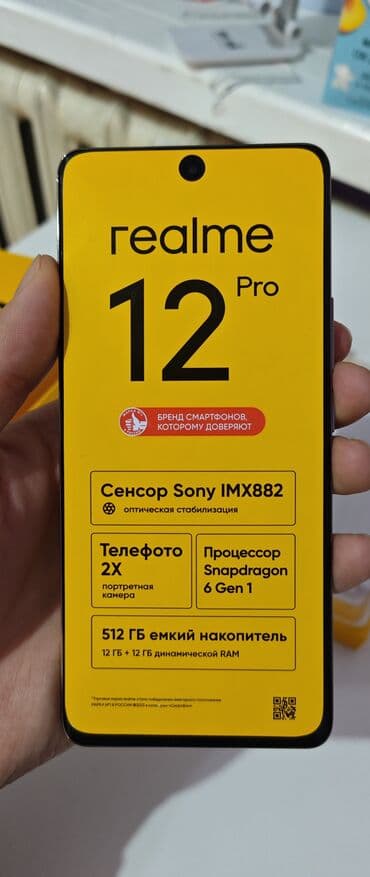 realme
12 Pro
БРЕНД СМАРТФОНОВ,
КОТОРОМУ ДОВЕРЯЮТ
Сенсор Sony IMX882
оптическая стабилизация
Телефото
2X
портретная
камера
Процессор
Snapdragon
6 Gen 1
512 ГБ емкий накопитель
12 ГБ + 12 ГБ динамической RAM